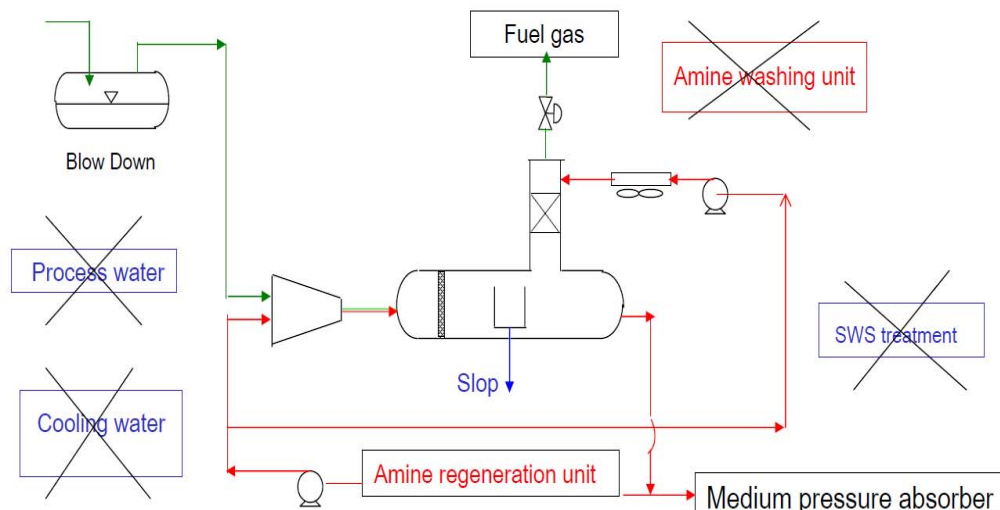 Fuel gas
Amine washing unit
Blow Down
Process water
SWS treatment
Slop
Cooling water
Amine regeneration unit
Medium pressure absorber